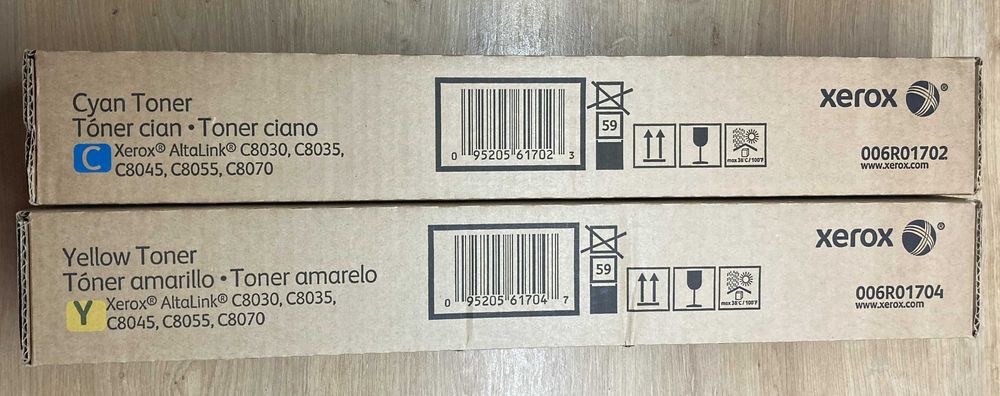 Cyan Toner
Tóner cian • Toner ciano
C
Xerox® AltaLink® C8030, C8035,
C8045, C8055, C8070
0 95205 61702 3
59
max 38˚C/100˚F
xerox®
006R01702
www.xerox.com
Yellow Toner
Tóner amarillo • Toner amarelo
Y
Xerox® AltaLink® C8030, C8035,
C8045, C8055, C8070
0 95205 61704 7
59
max 38˚C/100˚F
xerox®
006R01704
www.xerox.com